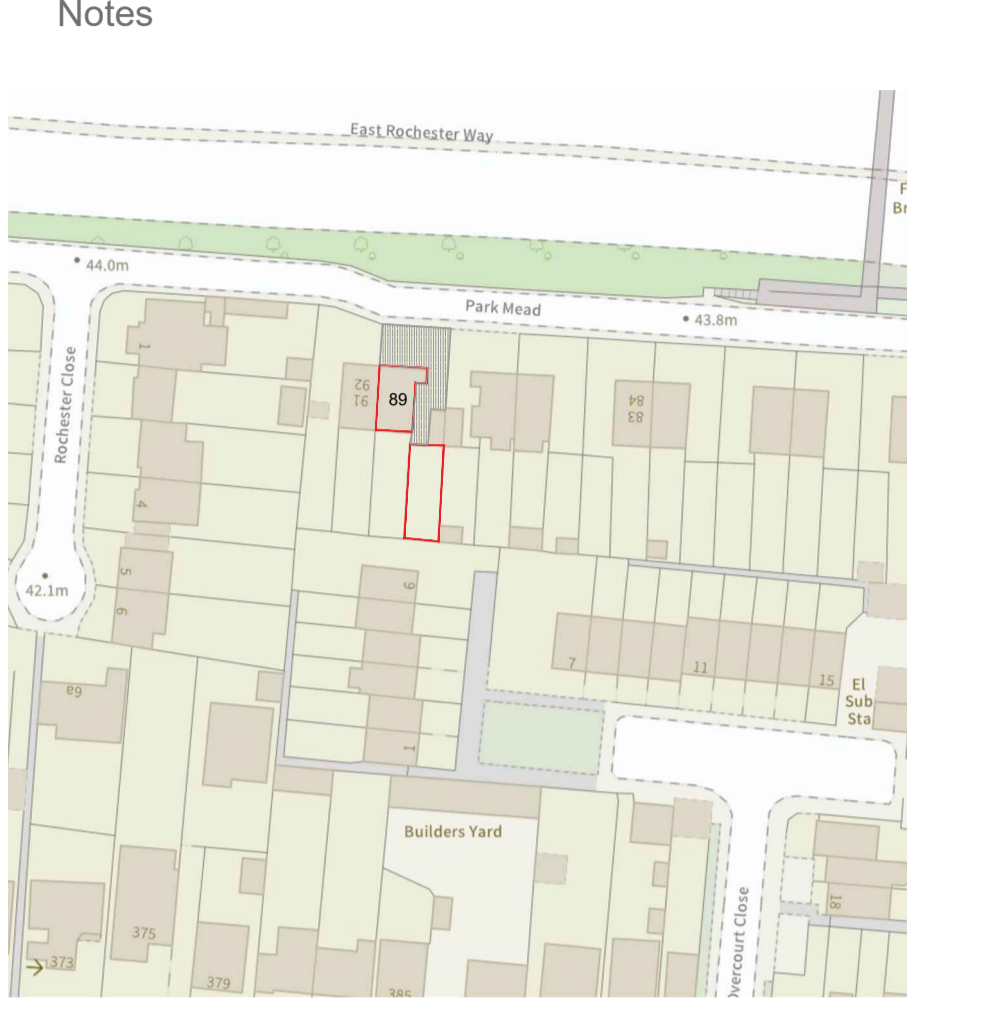 Notes
East Rochester Way
F
Br
44.0m
Park Mead
43.8m
1
Rochester Close
92
91
89
84
83
4
5
6
42.1m
9
7
11
15
El
Sub
Sta
6a
1
Builders Yard
18
Overcourt Close
375
373
379
385